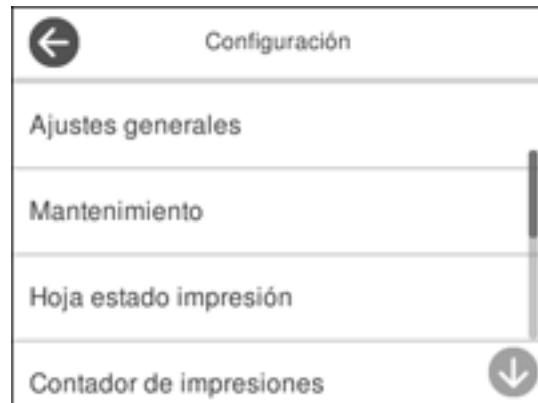 Configuración
Ajustes generales
Mantenimiento
Hoja estado impresión
Contador de impresiones